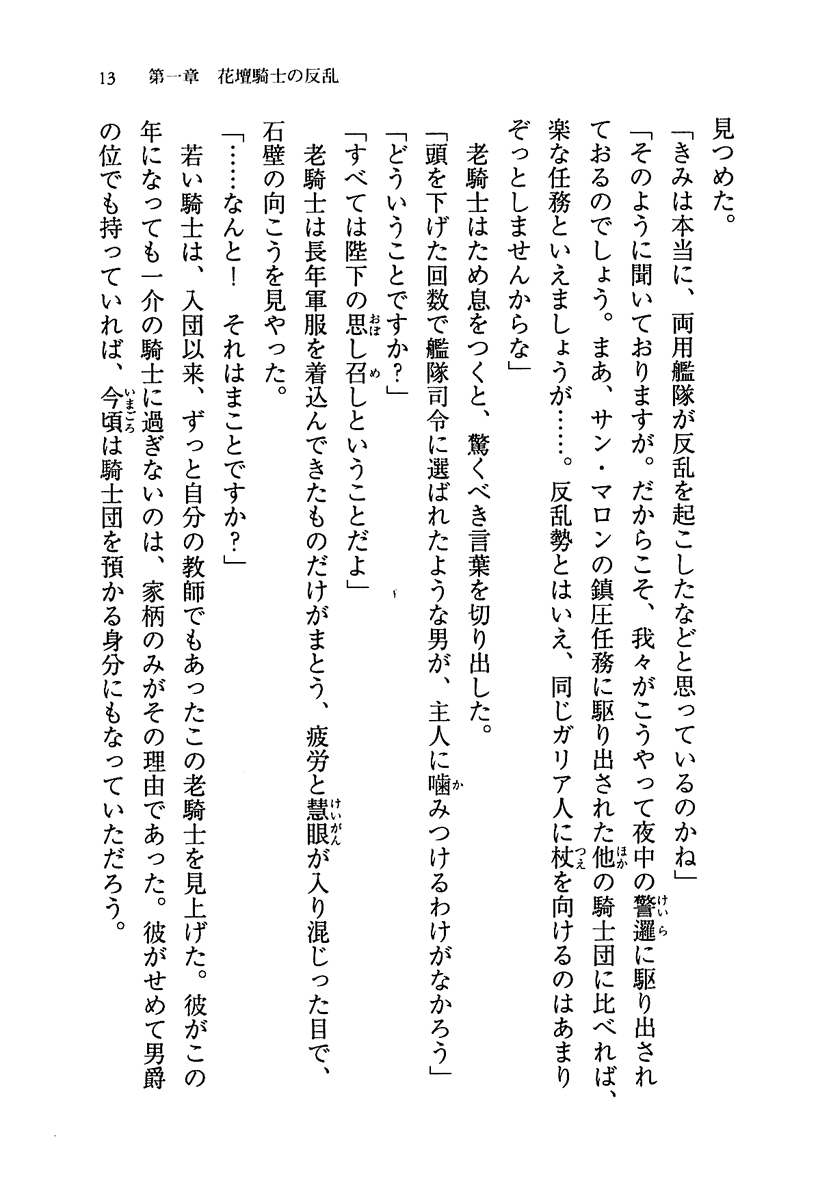 13　第一章　花壇騎士の反乱
見つめた。
「きみは本当に、両用艦隊が反乱を起こしたなどと思っているのかね」
「そのように聞いておりますが。だからこそ、我々がこうやって夜中の警邏に駆り出され
ておるのでしょう。まあ、サン・マロンの鎮圧任務に駆り出された他の騎士団に比べれば、
楽な任務といえましょうが……。反乱勢とはいえ、同じガリア人に杖を向けるのはあまり
ぞっとしませんからな」
　老騎士はため息をつくと、驚くべき言葉を切り出した。
「頭を下げた回数で艦隊司令に選ばれたような男が、主人に噛みつけるわけがなかろう」
「どういうことですか？」
「すべては陛下の思し召しということだよ」
　老騎士は長年軍服を着込んできたものだけがまとう、疲労と慧眼が入り混じった目で、
石壁の向こうを見やった。
「……なんと！　それはまことですか？」
　若い騎士は、入団以来、ずっと自分の教師でもあったこの老騎士を見上げた。彼がこの
年になっても一介の騎士に過ぎないのは、家柄のみがその理由であった。彼がせめて男爵
の位でも持っていれば、今頃は騎士団を預かる身分にもなっていただろう。